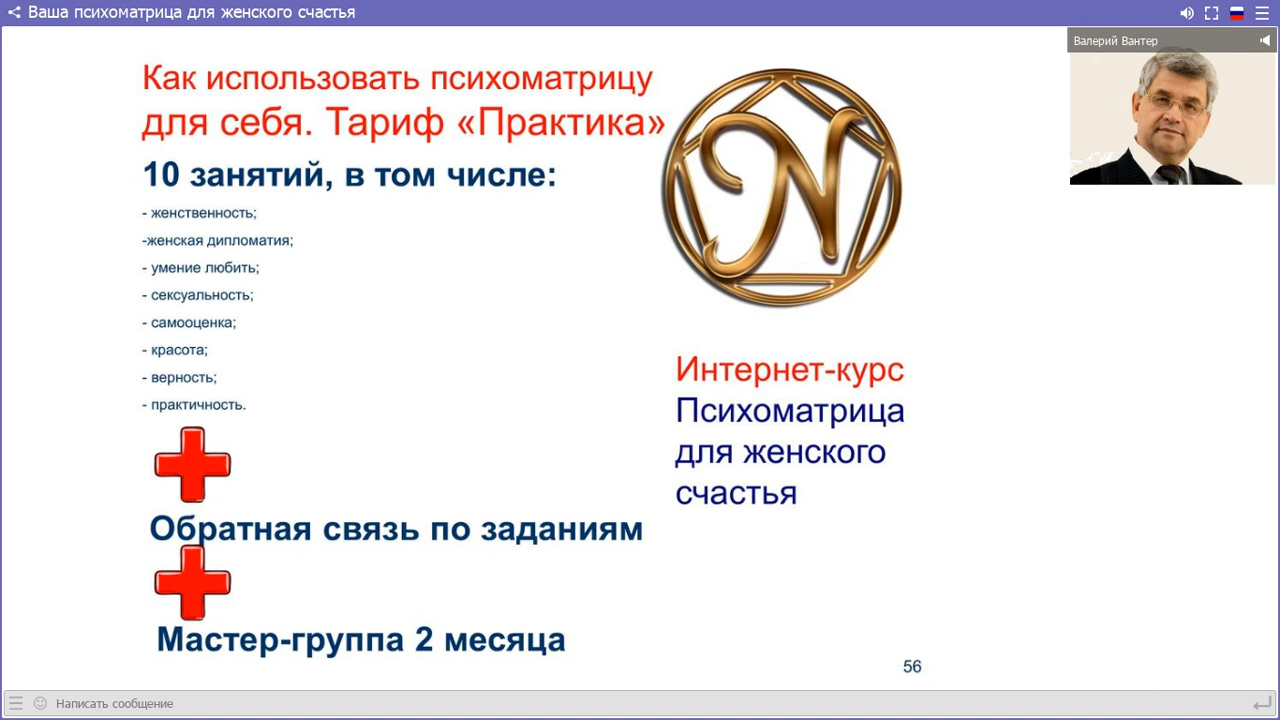 Ваша психоматрица для женского счастья
Валерий Вантер
Как использовать психоматрицу
для себя. Тариф «Практика»
10 занятий, в том числе:
- женственность;
-женская дипломатия;
- умение любить;
- сексуальность;
- самооценка;
- красота;
- верность;
- практичность.
N
Интернет-курс
Психоматрица
для женского
счастья
Обратная связь по заданиям
Мастер-группа 2 месяца
56
Написать сообщение